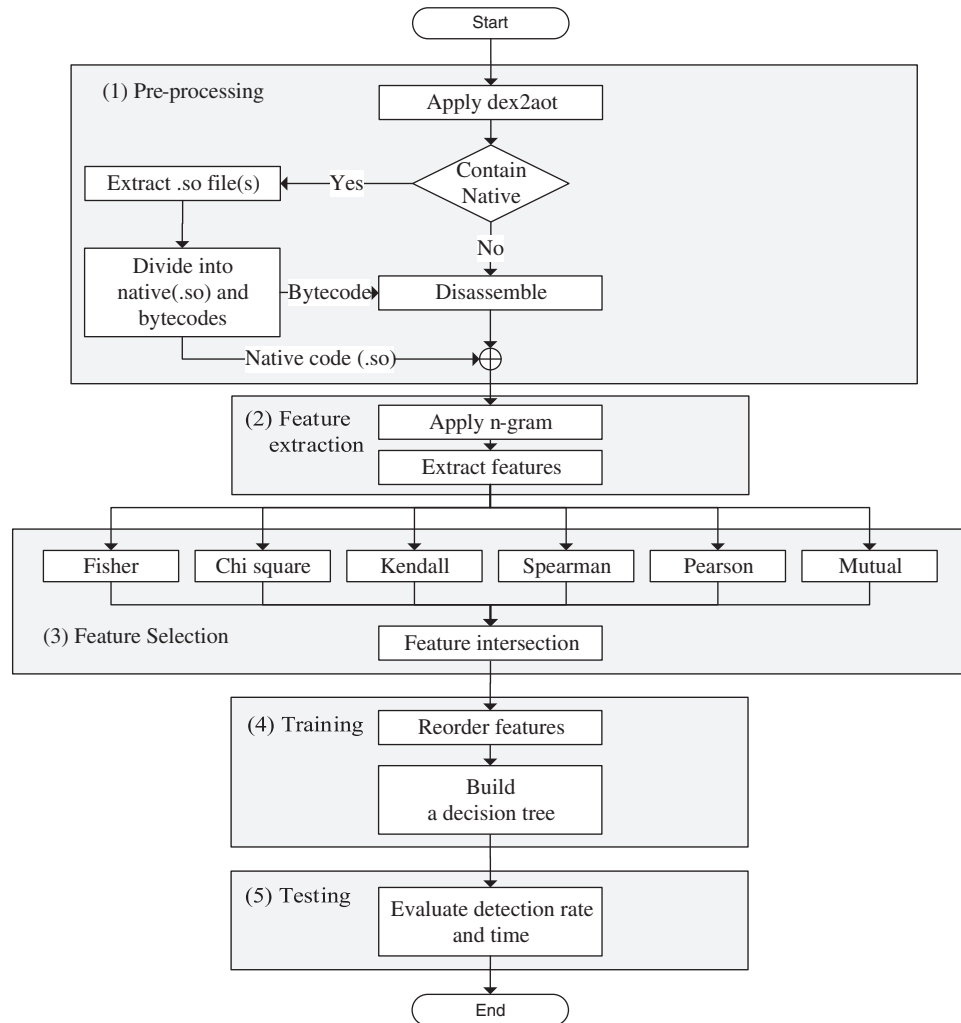 Start
(1) Pre-processing
Apply dex2aot
Contain
Native
Yes
Extract .so file(s)
No
Divide into
native(.so) and
bytecodes
Bytecode
Disassemble
Native code (.so)
(2) Feature
extraction
Apply n-gram
Extract features
Fisher
Chi square
Kendall
Spearman
Pearson
Mutual
(3) Feature Selection
Feature intersection
(4) Training
Reorder features
Build
a decision tree
(5) Testing
Evaluate detection rate
and time
End